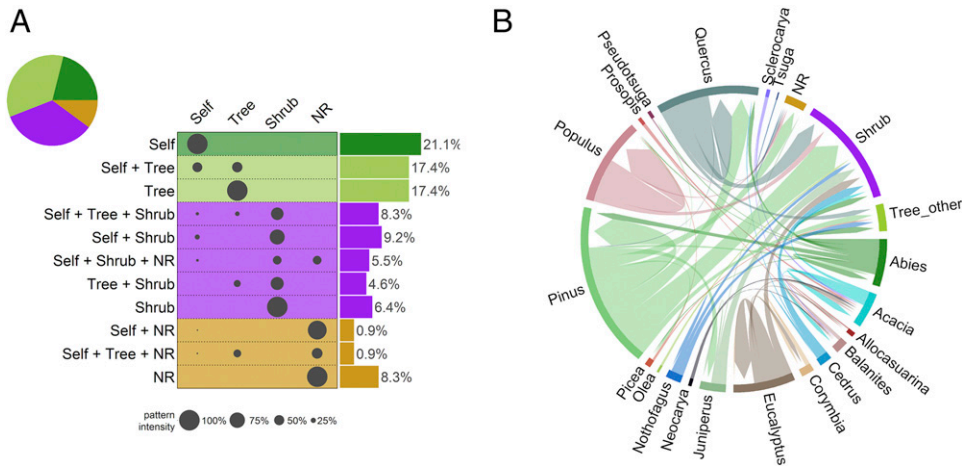 A
Self Tree Shrub NR
Self 21.1%
Self + Tree 17.4%
Tree 17.4%
Self + Tree + Shrub 8.3%
Self + Shrub 9.2%
Self + Shrub + NR 5.5%
Tree + Shrub 4.6%
Shrub 6.4%
Self + NR 0.9%
Self + Tree + NR 0.9%
NR 8.3%
pattern
intensity 100% 75% 50% 25%
B
Quercus
Sclerocarya
Tsuga
NR
Shrub
Tree_other
Abies
Acacia
Allocasuarina
Balanites
Cedrus
Corymbia
Eucalyptus
Juniperus
Neocarya
Nothofagus
Olea
Picea
Pinus
Populus
Prosopis
Pseudotsuga